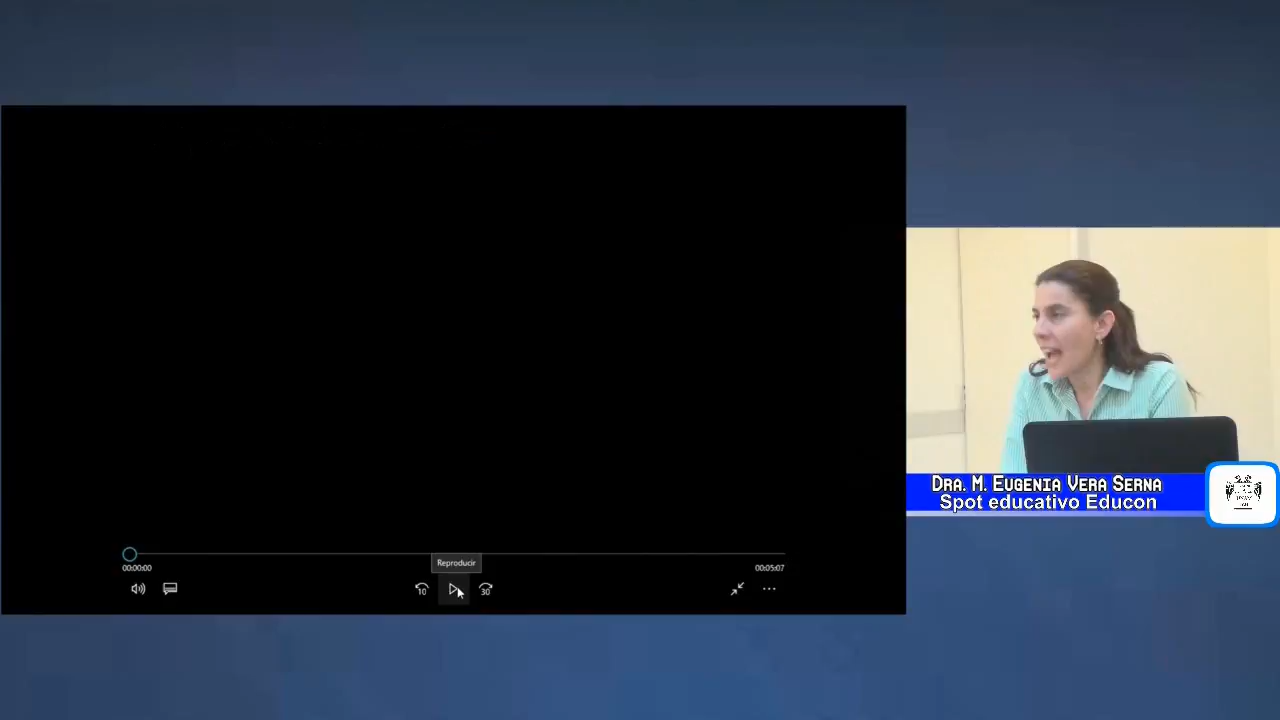 Reproducir
00:00:00
00:05:07
10
30
DRA. M. EUGENIA VERA SERNA
Spot educativo Educon